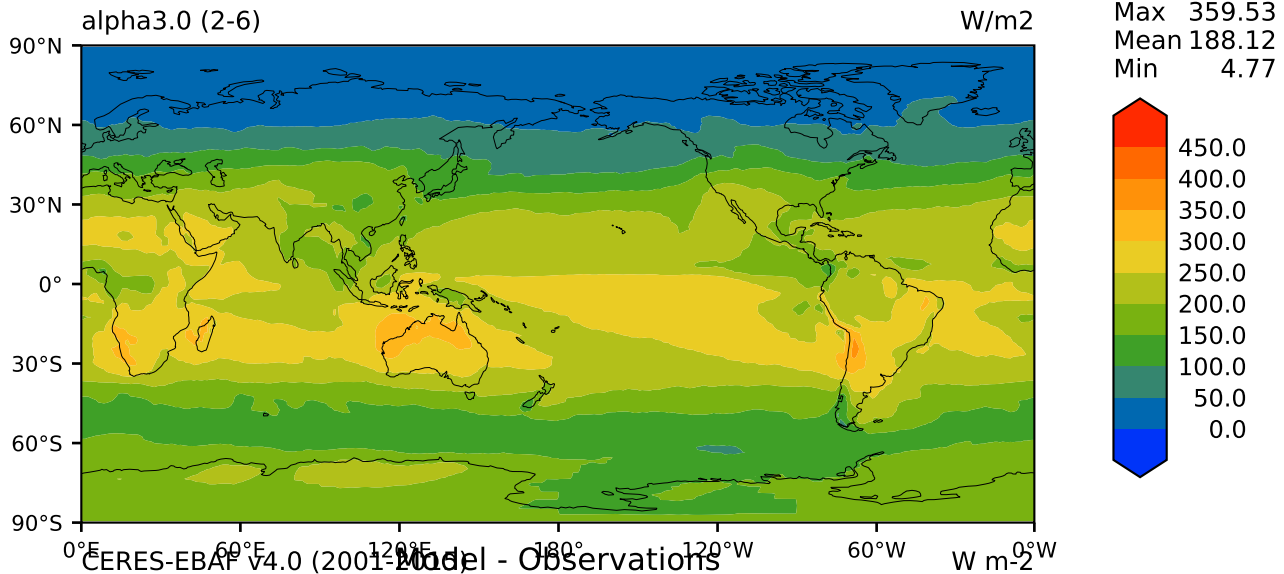 alpha3.0 (2-6) W/m2
Max 359.53
Mean 188.12
Min 4.77
90°N
60°N
30°N
0°
30°S
60°S
90°S
450.0
400.0
350.0
300.0
250.0
200.0
150.0
100.0
50.0
0.0
0°E 60°E 120°E 180° 120°W 60°W 0°W
CERES-EBAF v4.0 (2001-2015) Model - Observations W m-2